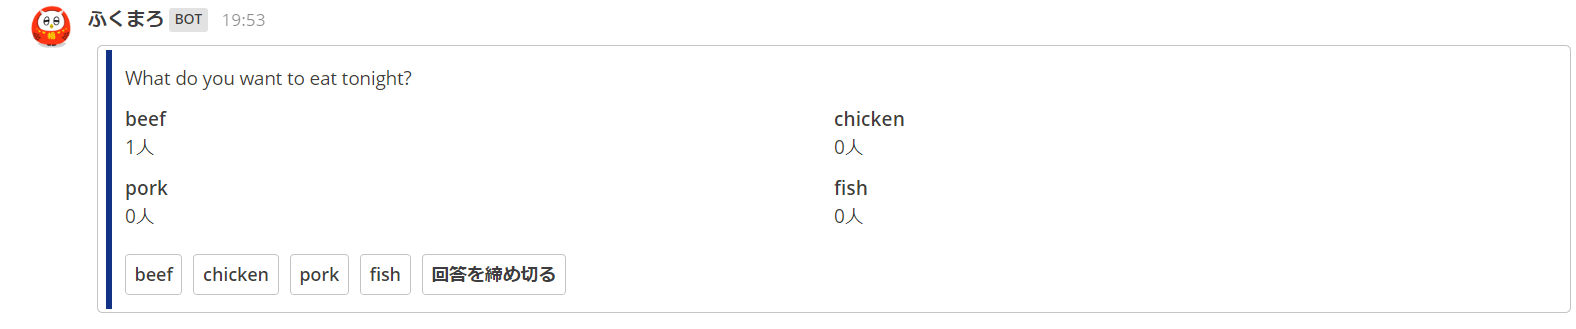 ふくまろ BOT 19:53
What do you want to eat tonight?
beef chicken
1人 0人
pork fish
0人 0人
beef chicken pork fish 回答を締め切る